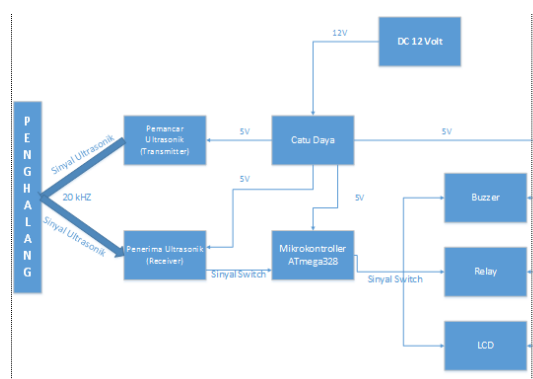 12V
DC 12 Volt
P
E
N
G
H
A
L
A
N
G
Sinyal Ultrasonik
20 kHZ
Sinyal Ultrasonik
Pemancar
Ultrasonik
(Transmitter)
5V
Catu Daya
5V
5V
5V
Penerima Ultrasonik
(Receiver)
Sinyal Switch
Mikrokontroller
ATmega328
Sinyal Switch
Buzzer
Relay
LCD